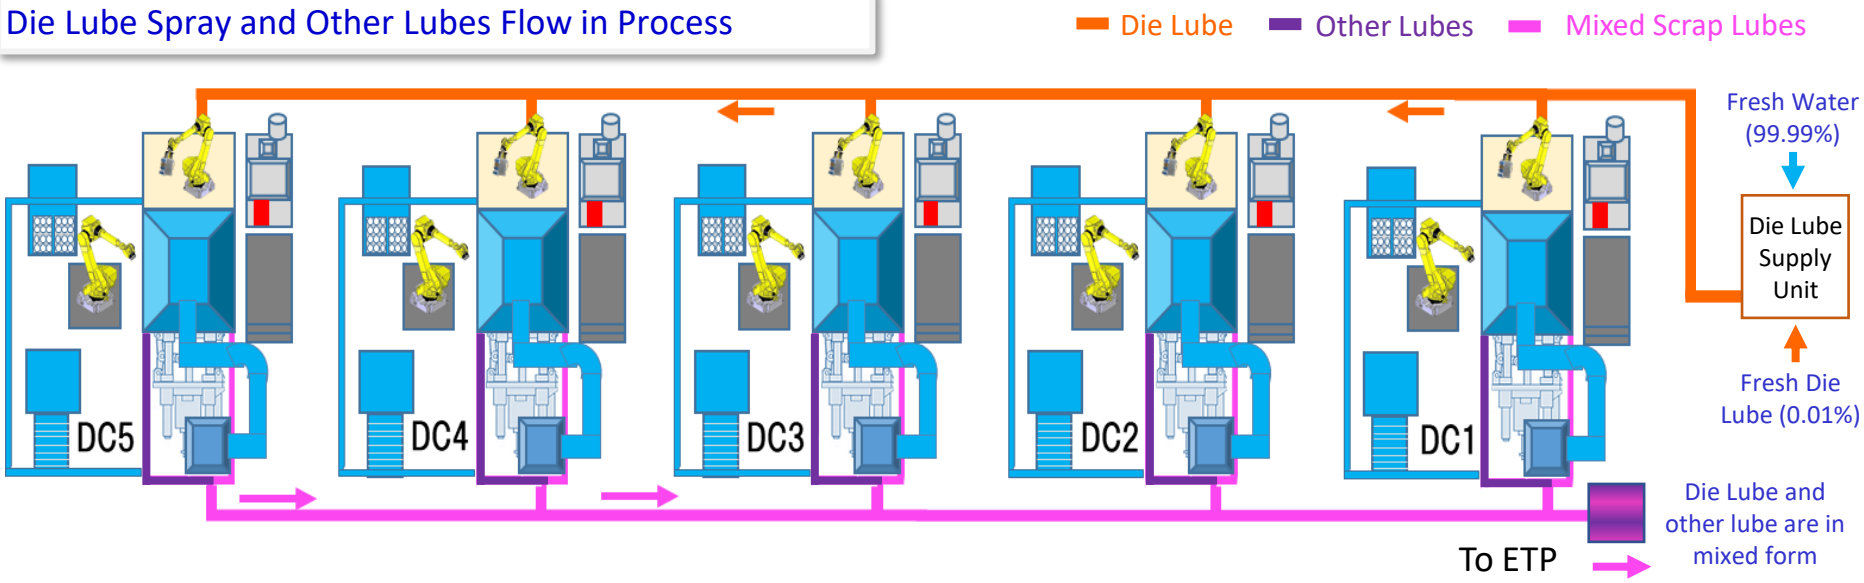 Die Lube Spray and Other Lubes Flow in Process
Die Lube
Other Lubes
Mixed Scrap Lubes
Fresh Water
(99.99%)
Die Lube
Supply
Unit
Fresh Die
Lube (0.01%)
DC5
DC4
DC3
DC2
DC1
Die Lube and
other lube are in
mixed form
To ETP